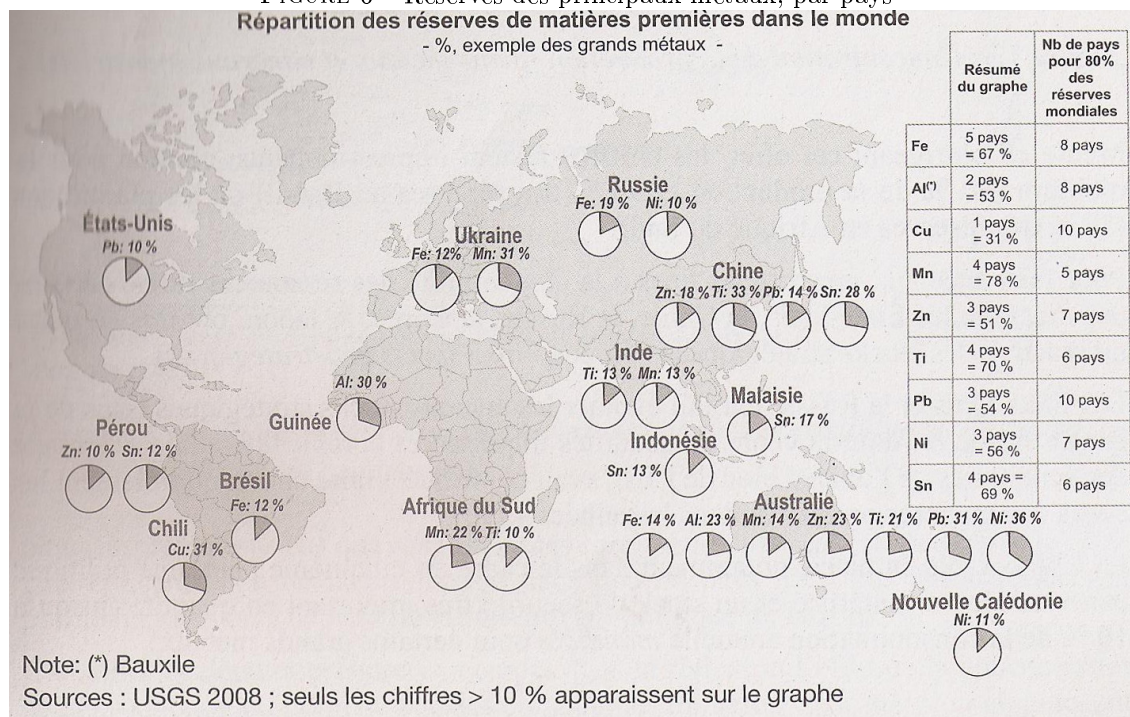 FIGURE – Réserves des principaux métaux, par pays
Répartition des réserves de matières premières dans le monde
- %, exemple des grands métaux -
Résumé
du graphe
Nb de pays
pour 80%
des
réserves
mondiales
Fe
5 pays
= 67 %
8 pays
Al(*)
2 pays
= 53 %
8 pays
Cu
1 pays
= 31 %
10 pays
Mn
4 pays
= 78 %
5 pays
Zn
3 pays
= 51 %
7 pays
Ti
4 pays
= 70 %
6 pays
Pb
3 pays
= 54 %
10 pays
Ni
3 pays
= 56 %
7 pays
Sn
4 pays =
69 %
6 pays
États-Unis
Pb: 10 %
Ukraine
Fe: 12% Mn: 31 %
Russie
Fe: 19 % Ni: 10 %
Chine
Zn: 18 % Ti: 33 % Pb: 14 % Sn: 28 %
Inde
Ti: 13 % Mn: 13 %
Malaisie
Sn: 17 %
Indonésie
Sn: 13 %
Guinée
Al: 30 %
Pérou
Zn: 10 % Sn: 12 %
Brésil
Fe: 12 %
Chili
Cu: 31 %
Afrique du Sud
Mn: 22 % Ti: 10 %
Australie
Fe: 14 % Al: 23 % Mn: 14 % Zn: 23 % Ti: 21 % Pb: 31 % Ni: 36 %
Nouvelle Calédonie
Ni: 11 %
Note: (*) Bauxile
Sources : USGS 2008 ; seuls les chiffres > 10 % apparaissent sur le graphe